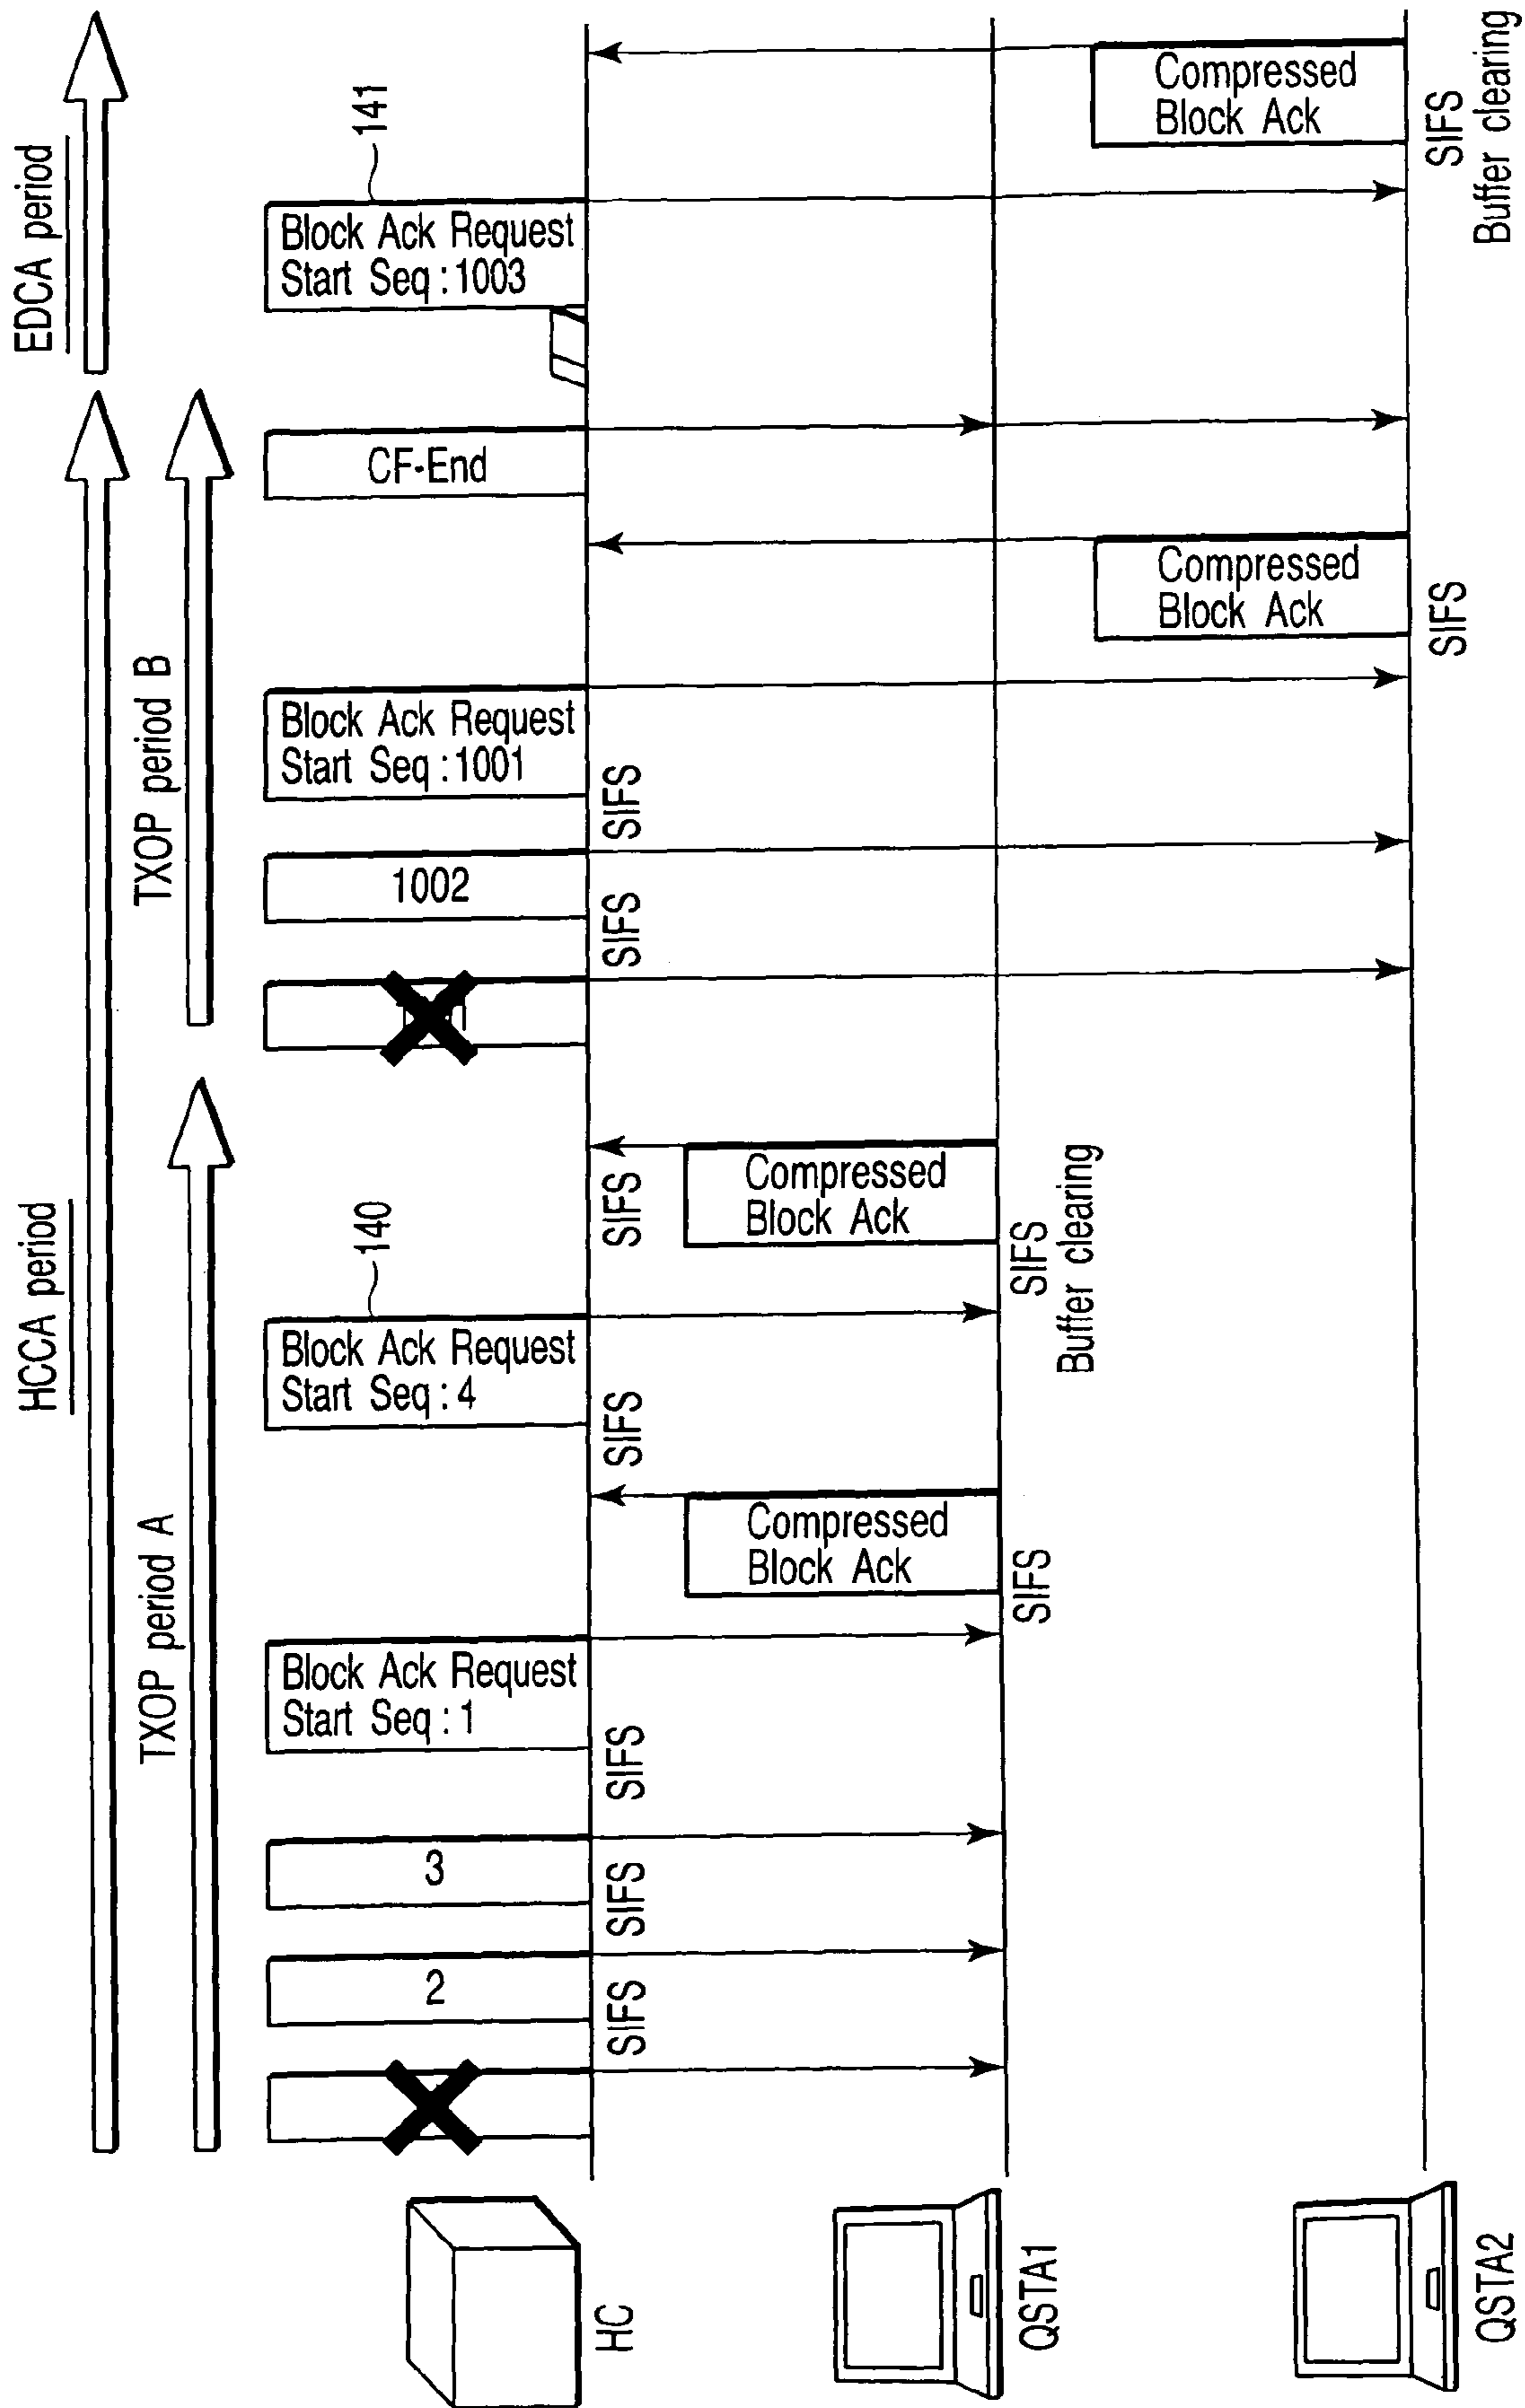 HCCA period
EDCA period
TXOP period A
TXOP period B
2
3
Block Ack Request
Start Seq : 1
Block Ack Request
Start Seq : 4
140
1002
Block Ack Request
Start Seq : 1001
CF-End
Block Ack Request
Start Seq : 1003
141
HC
SIFS
SIFS
SIFS
SIFS
SIFS
SIFS
SIFS
Compressed
Block Ack
Compressed
Block Ack
QSTA1
SIFS
SIFS
Buffer clearing
Compressed
Block Ack
Compressed
Block Ack
QSTA2
SIFS
SIFS
Buffer clearing